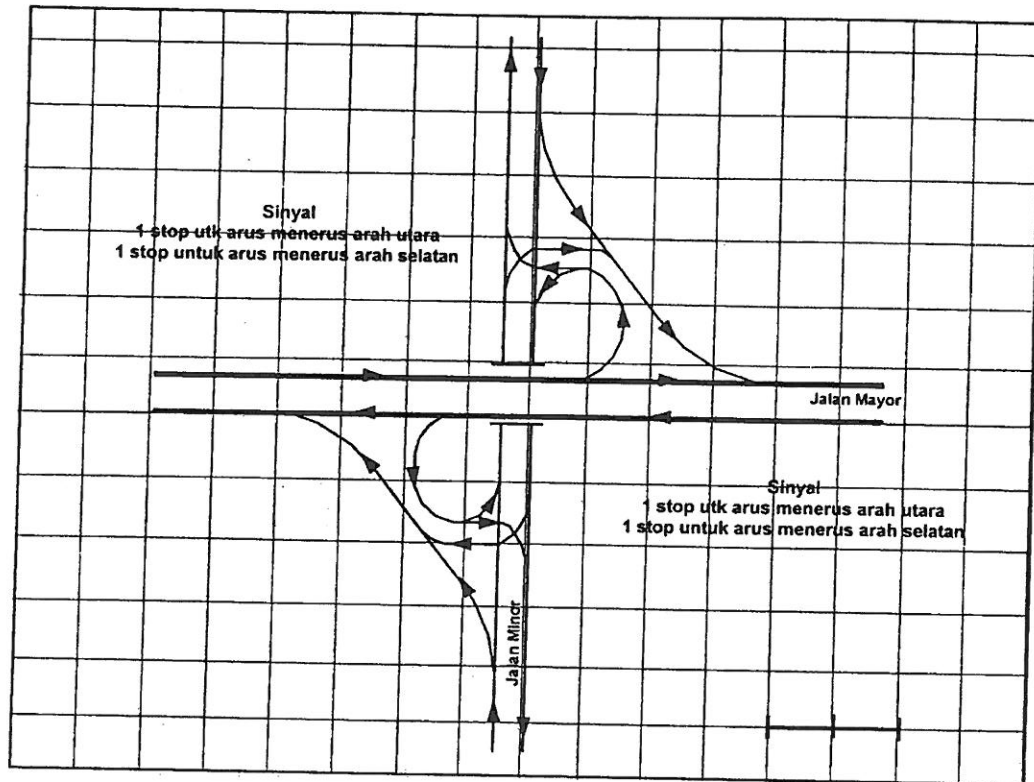 Sinyal
1 stop utk arus menerus arah utara
1 stop untuk arus menerus arah selatan
Jalan Mayor
Sinyal
1 stop utk arus menerus arah utara
1 stop untuk arus menerus arah selatan
Jalan Minor